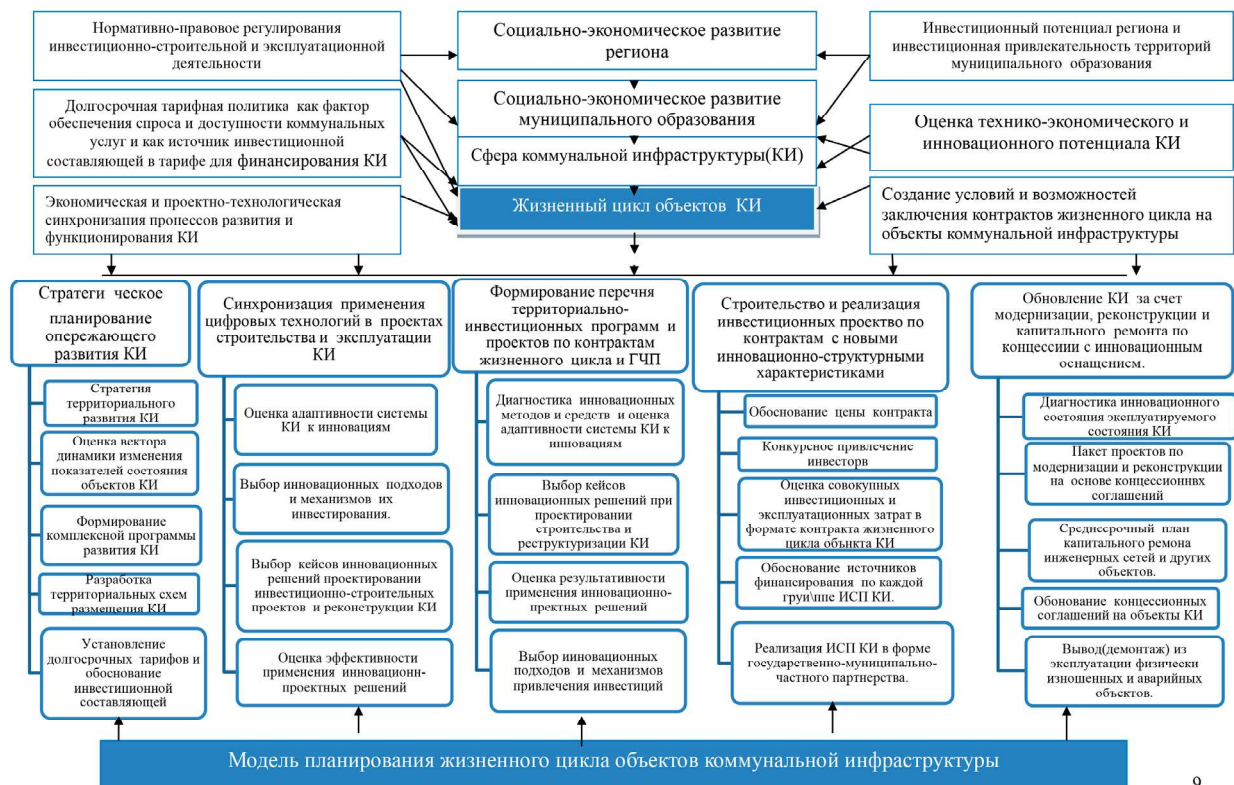 Нормативно-правовое регулирования
инвестиционно-строительной и эксплуатационной
деятельности
Социально-экономическое развитие
региона
Инвестиционный потенциал региона и
инвестиционная привлекательность территорий
муниципального образования
Долгосрочная тарифная политика как фактор
обеспечения спроса и доступности коммунальных
услуг и как источник инвестиционной
составляющей в тарифе для финансирования КИ
Социально-экономическое развитие
муниципального образования
Сфера коммунальной инфраструктуры(КИ)
Оценка технико-экономического и
инновационного потенциала КИ
Экономическая и проектно-технологическая
синхронизация процессов развития и
функционирования КИ
Жизненный цикл объектов КИ
Создание условий и возможностей
заключения контрактов жизненного цикла на
объекты коммунальной инфраструктуры
Стратеги ческое
планирование
опережающего
развития КИ
Стратегия
территориального
развития КИ
Оценка вектора
динамики изменения
показателей состояния
объектов КИ
Формирование
комплексной программы
развития КИ
Разработка
территориальных схем
размещения КИ
Установление
долгосрочных тарифов и
обоснование
инвестиционной
составляющей
Синхронизация применения
цифровых технологий в проектах
строительства и эксплуатации
КИ
Оценка адаптивности системы
КИ к инновациям
Выбор инновационных подходов
и механизмов их
инвестирования.
Выбор кейсов инновационных
решений проектировании
инвестиционно-строительных
проектов и реконструкции КИ
Оценка эффективности
применения инновационн-
проектных решений
Формирование перечня
территориально-
инвестиционных программ и
проектов по контрактам
жизненного цикла и ГЧП
Диагностика инновационных
методов и средств и оценка
адаптивности системы КИ к
инновациям
Выбор кейсов
инновационных решений при
проектировании
строительства и
реструктуризации КИ
Оценка результативности
применения инновационно-
пректных решений
Выбор ииновационных
подходов и механизмов
привлечения инвестиций
Строительство и реализация
инвестиционных проектво по
контрактам с новыми
инновационо-структурными
характеристиками
Обоснование цены контракта
Конкурсное привлечение
инвесторв
Оценка совокупных
инвестиционных и
эксплуатационных затрат в
формате контракта жизненного
цикла обънкта КИ
Обоснование источников
финансирования по каждой
груи\ппе ИСП КИ.
Реализация ИСП КИ в форме
государственно-муниципально-
частного партнерства.
Обновление КИ за счет
модернизации, реконструкции и
капитального ремонта по
концессиии с инновационным
оснащением.
Диагностика инновационного
состояния эксплуатируемого
состояния КИ
Пакет проектов по
модернизации и реконструкции
на основе концессионнвх
соглашений
Среднесрочный план
капитального ремона
инженерных сетей и других
объектов.
Обонование концессионных
соглашений на объекты КИ
Вывод(демонтаж) из
эксплуатации физически
изношенных и аварийных
объектов.
Модель планирования жизненного цикла объектов коммунальной инфраструктуры
9